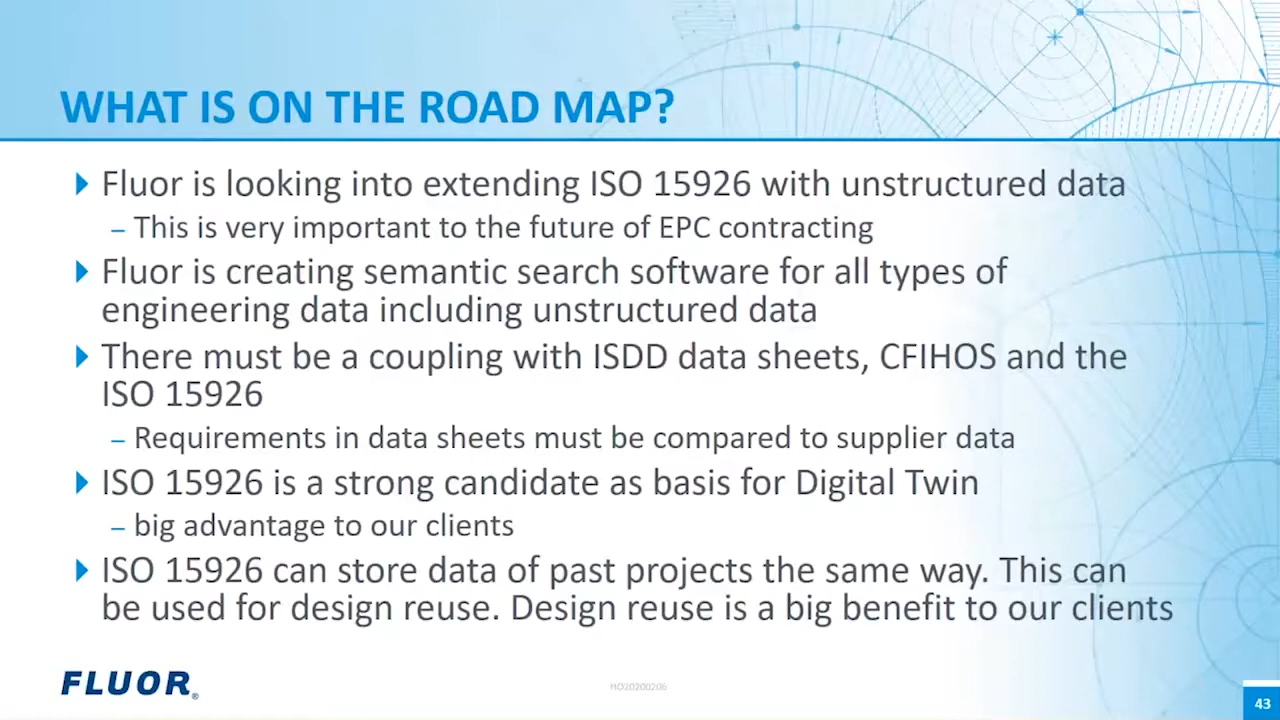 WHAT IS ON THE ROAD MAP?
Fluor is looking into extending ISO 15926 with unstructured data
– This is very important to the future of EPC contracting
Fluor is creating semantic search software for all types of
engineering data including unstructured data
There must be a coupling with ISDD data sheets, CFIHOS and the
ISO 15926
– Requirements in data sheets must be compared to supplier data
ISO 15926 is a strong candidate as basis for Digital Twin
– big advantage to our clients
ISO 15926 can store data of past projects the same way. This can
be used for design reuse. Design reuse is a big benefit to our clients
FLUOR®
HO20200206
43